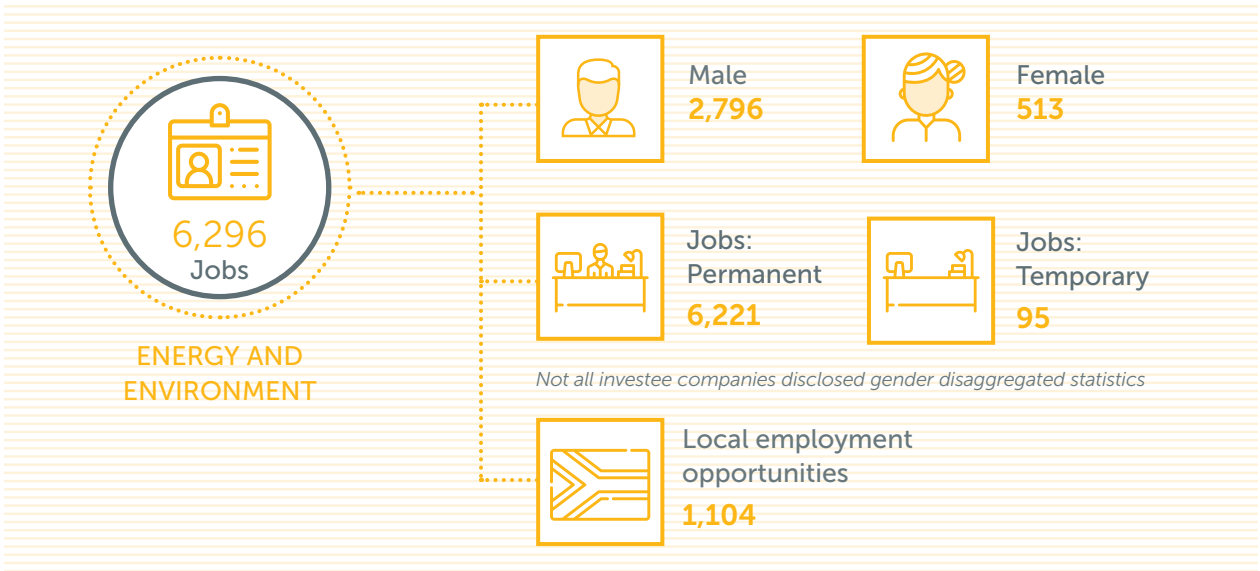 6,296
Jobs
ENERGY AND
ENVIRONMENT
Male
2,796
Female
513
Jobs:
Permanent
6,221
Jobs:
Temporary
95
Not all investee companies disclosed gender disaggregated statistics
Local employment
opportunities
1,104